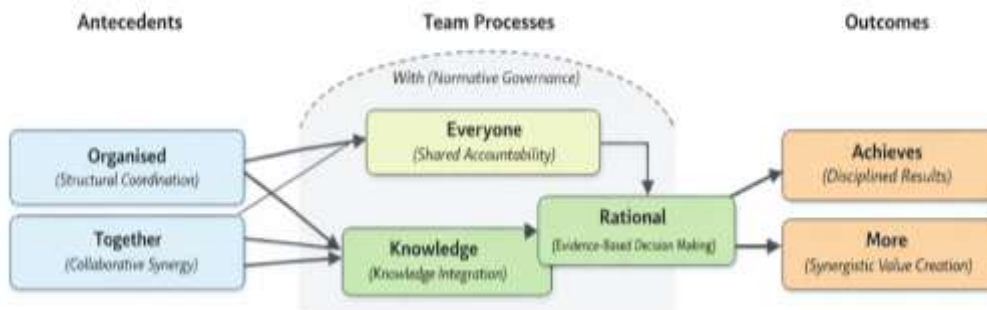 Antecedents
Team Processes
Outcomes
With (Normative Governance)
Everyone
(Shared Accountability)
Organised
(Structural Coordination)
Achieves
(Disciplined Results)
Together
(Collaborative Synergy)
Knowledge
(Knowledge Integration)
Rational
(Evidence-Based Decision Making)
More
(Synergistic Value Creation)